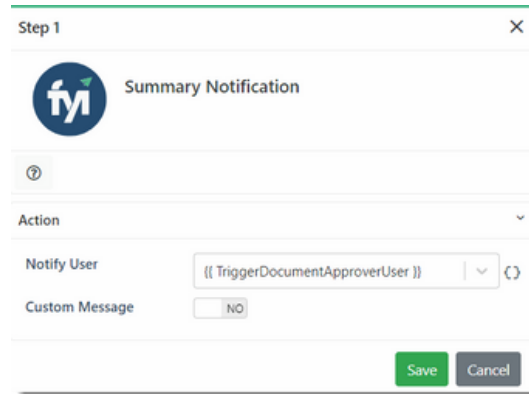 Step 1
fyi
Summary Notification
Action
Notify User
{{ TriggerDocumentApproverUser }}
{}
Custom Message
NO
Save
Cancel